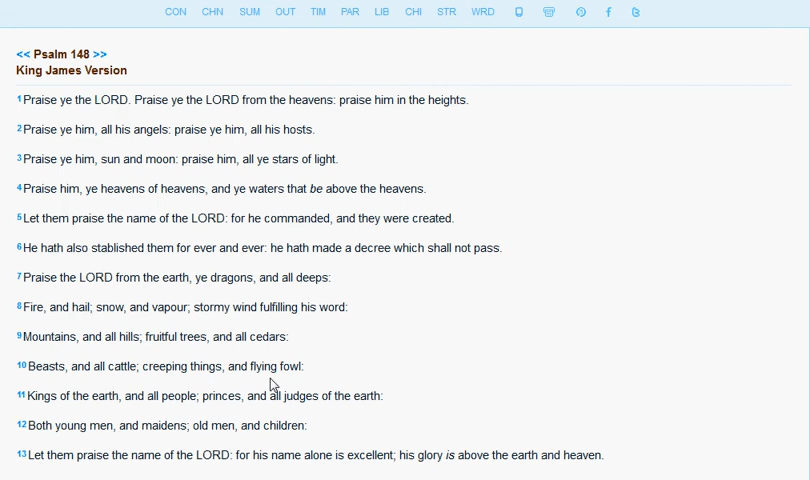 CON CHN SUM OUT TIM PAR LIB CHI STR WRD
<< Psalm 148 >>
King James Version
1 Praise ye the LORD. Praise ye the LORD from the heavens: praise him in the heights.
2 Praise ye him, all his angels: praise ye him, all his hosts.
3 Praise ye him, sun and moon: praise him, all ye stars of light.
4 Praise him, ye heavens of heavens, and ye waters that be above the heavens.
5 Let them praise the name of the LORD: for he commanded, and they were created.
6 He hath also stablished them for ever and ever: he hath made a decree which shall not pass.
7 Praise the LORD from the earth, ye dragons, and all deeps:
8 Fire, and hail; snow, and vapour; stormy wind fulfilling his word:
9 Mountains, and all hills; fruitful trees, and all cedars:
10 Beasts, and all cattle; creeping things, and flying fowl:
11 Kings of the earth, and all people; princes, and all judges of the earth:
12 Both young men, and maidens; old men, and children:
13 Let them praise the name of the LORD: for his name alone is excellent; his glory is above the earth and heaven.